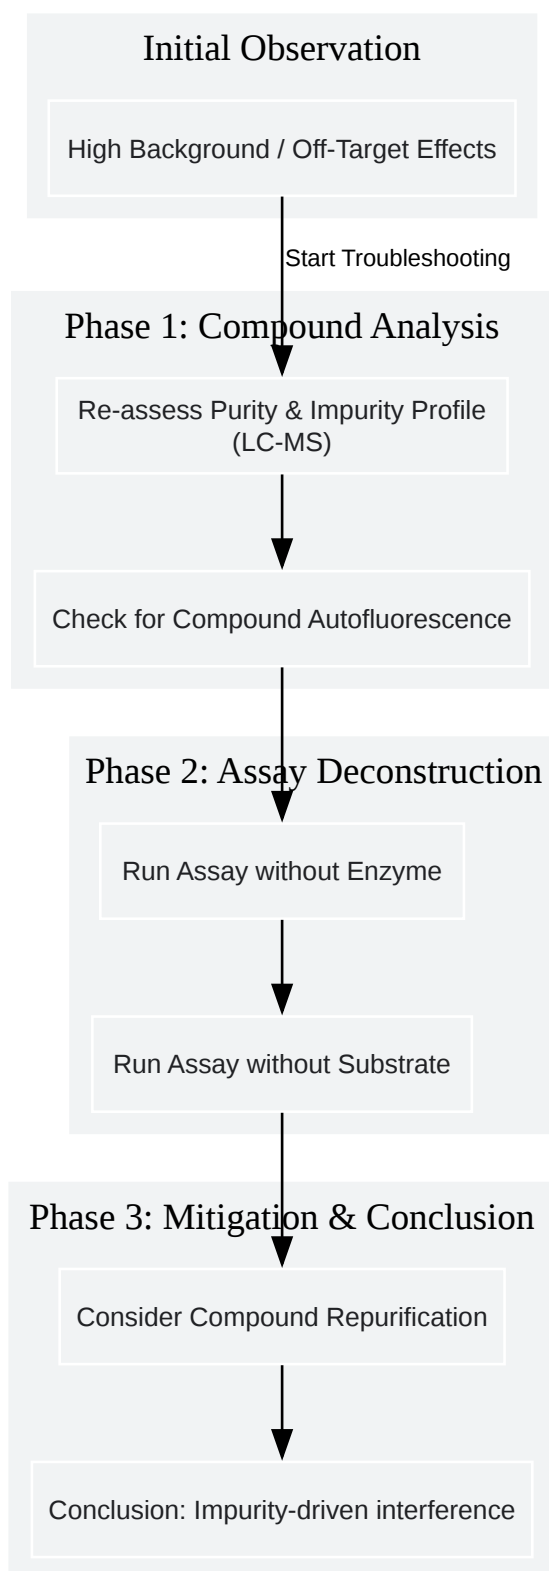 Initial Observation
High Background / Off-Target Effects
Start Troubleshooting
Phase 1: Compound Analysis
Re-assess Purity & Impurity Profile
(LC-MS)
Check for Compound Autofluorescence
Phase 2: Assay Deconstruction
Run Assay without Enzyme
Run Assay without Substrate
Phase 3: Mitigation & Conclusion
Consider Compound Repurification
Conclusion: Impurity-driven interference